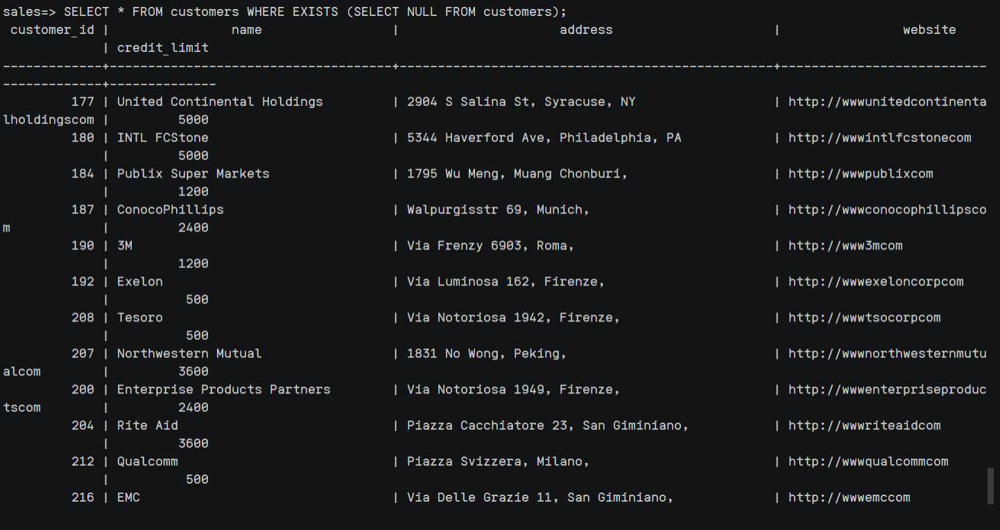 sales=> SELECT * FROM customers WHERE EXISTS (SELECT NULL FROM customers);
 customer_id |                name                 |                     address                     |                website
             | credit_limit
-------------+-------------------------------------+-------------------------------------------------+---------------------------
-------------+--------------
         177 | United Continental Holdings         | 2904 S Salina St, Syracuse, NY                  | http://wwwunitedcontinenta
lholdingscom |         5000
         180 | INTL FCStone                        | 5344 Haverford Ave, Philadelphia, PA            | http://wwwintlfcstonecom
             |         5000
         184 | Publix Super Markets                | 1795 Wu Meng, Muang Chonburi,                   | http://wwwpublixcom
             |         1200
         187 | ConocoPhillips                      | Walpurgisstr 69, Munich,                        | http://wwwconocophillipsco
m            |         2400
         190 | 3M                                  | Via Frenzy 6903, Roma,                          | http://www3mcom
             |         1200
         192 | Exelon                              | Via Luminosa 162, Firenze,                      | http://wwwexeloncorpcom
             |          500
         208 | Tesoro                              | Via Notoriosa 1942, Firenze,                    | http://wwwtsocorpcom
             |          500
         207 | Northwestern Mutual                 | 1831 No Wong, Peking,                           | http://wwwnorthwesternmutu
alcom        |         3600
         200 | Enterprise Products Partners        | Via Notoriosa 1949, Firenze,                    | http://wwwenterpriseproduc
tscom        |         2400
         204 | Rite Aid                            | Piazza Cacchiatore 23, San Giminiano,           | http://wwwriteaidcom
             |         3600
         212 | Qualcomm                            | Piazza Svizzera, Milano,                        | http://wwwqualcommcom
             |          500
         216 | EMC                                 | Via Delle Grazie 11, San Giminiano,             | http://wwwemccom